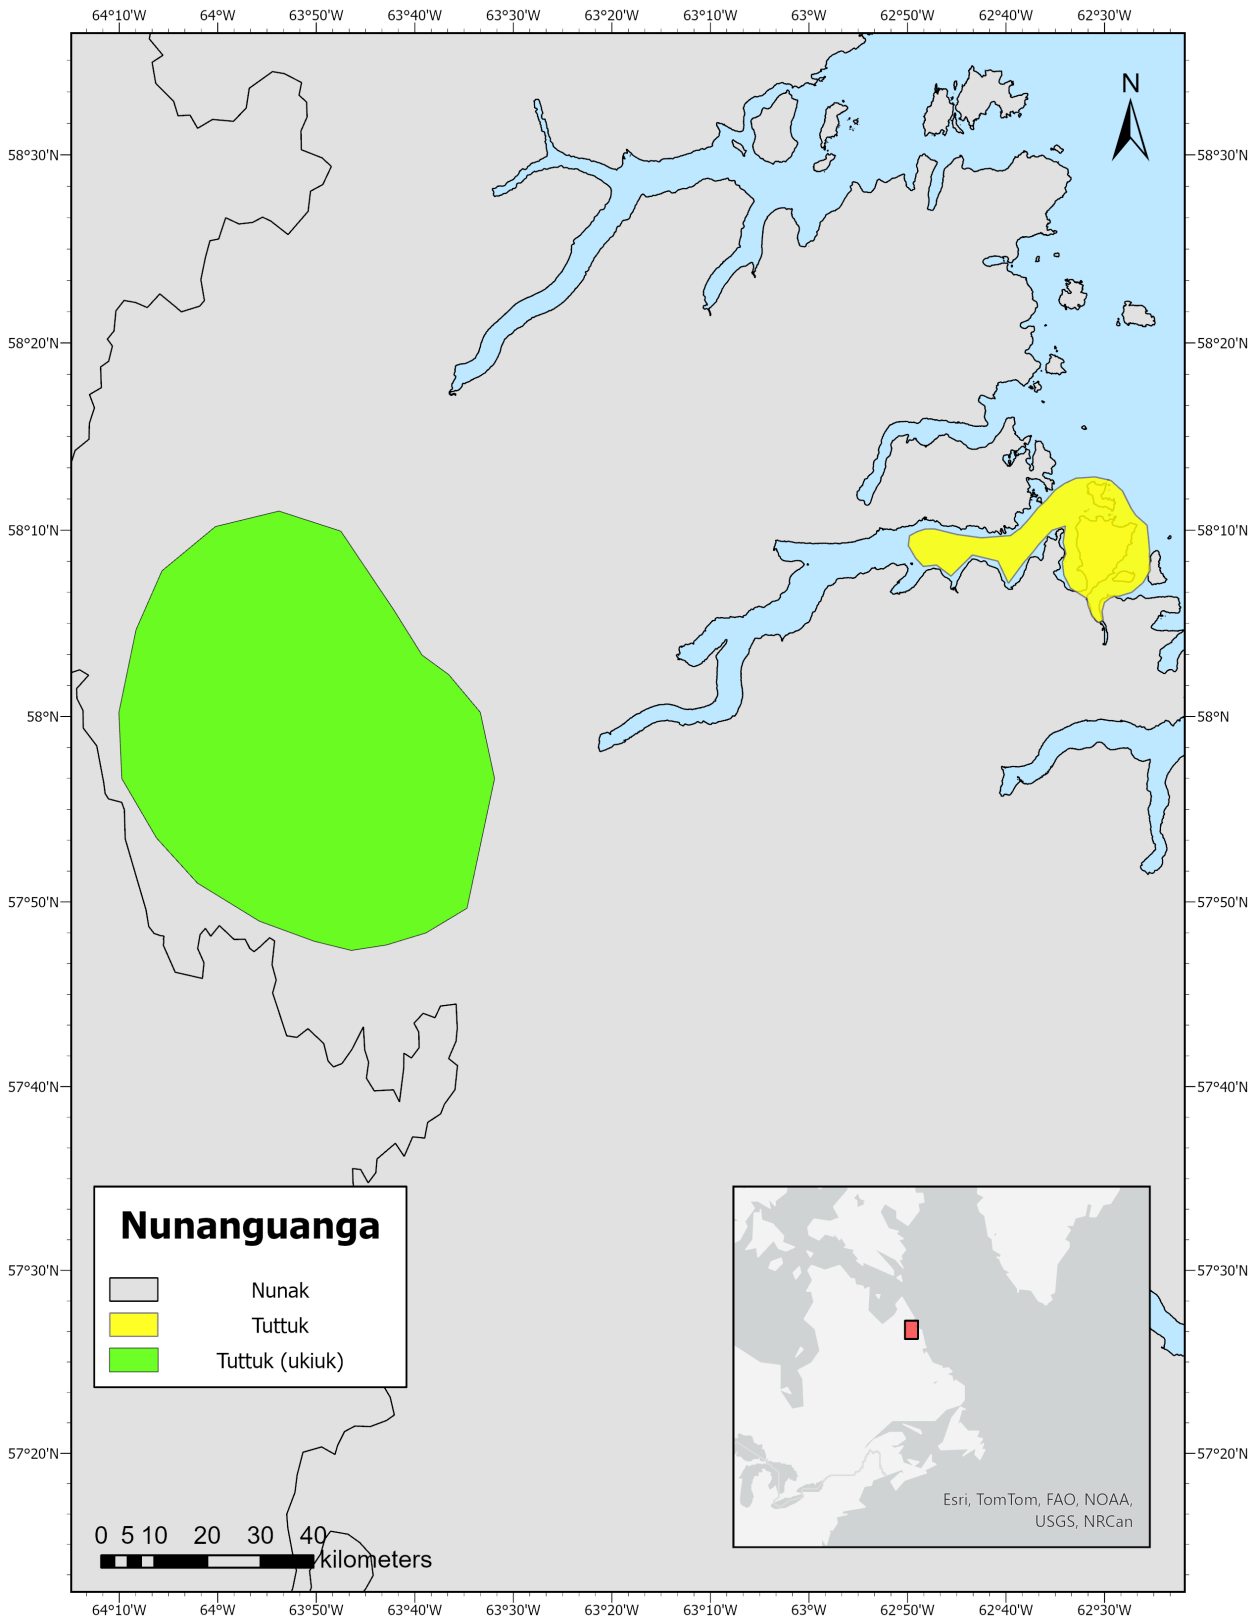 64°10'W 64°W 63°50'W 63°40'W 63°30'W 63°20'W 63°10'W 63°W 62°50'W 62°40'W 62°30'W
N
58°30'N 58°30'N
58°20'N 58°20'N
58°10'N 58°10'N
58°N 58°N
57°50'N 57°50'N
57°40'N 57°40'N
57°30'N 57°30'N
57°20'N 57°20'N
Nunanguanga
Nunak
Tuttuk
Tuttuk (ukiuk)
Esri, TomTom, FAO, NOAA,
USGS, NRCan
0 5 10 20 30 40
kilometers
64°10'W 64°W 63°50'W 63°40'W 63°30'W 63°20'W 63°10'W 63°W 62°50'W 62°40'W 62°30'W